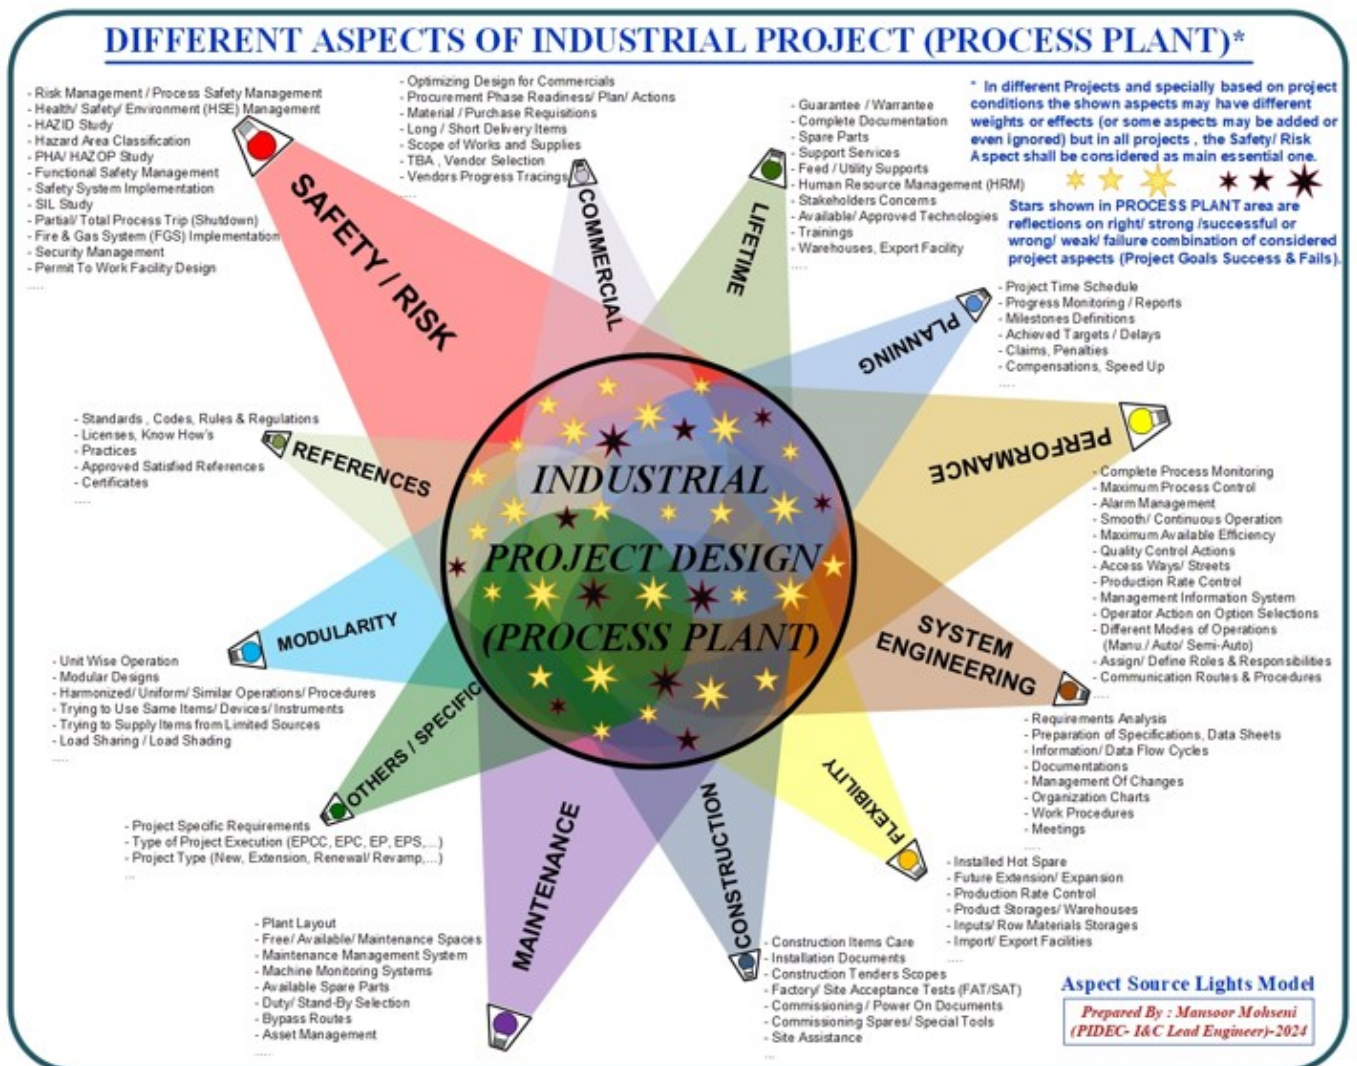 DIFFERENT ASPECTS OF INDUSTRIAL PROJECT (PROCESS PLANT)*
- Risk Management / Process Safety Management
- Health/ Safety/ Environment (HSE) Management
- HAZID Study
- Hazard Area Classification
- PHA/ HAZOP Study
- Functional Safety Management
- Safety System Implementation
- SIL Study
- Partial/ Total Process Trip (Shutdown)
- Fire & Gas System (FGS) Implementation
- Security Management
- Permit To Work Facility Design
.....
SAFETY / RISK
- Optimizing Design for Commercials
- Procurement Phase Readiness/ Plan/ Actions
- Material / Purchase Requisitions
- Long / Short Delivery Items
- Scope of Works and Supplies
- TBA , Vendor Selection
- Vendors Progress Tracings
....
COMMERCIAL
- Guarantee / Warrantee
- Complete Documentation
- Spare Parts
- Support Services
- Feed / Utility Supports
- Human Resource Management (HRM)
- Stakeholders Concerns
- Available/ Approved Technologies
- Trainings
- Warehouses, Export Facility
....
LIFETIME
* In different Projects and specially based on project
conditions the shown aspects may have different
weights or effects (or some aspects may be added or
even ignored) but in all projects , the Safety/ Risk
Aspect shall be considered as main essential one.
Stars shown in PROCESS PLANT area are
reflections on right/ strong /successful or
wrong/ weak/ failure combination of considered
project aspects (Project Goals Success & Fails).
- Project Time Schedule
- Progress Monitoring / Reports
- Milestones Definitions
- Achieved Targets / Delays
- Claims, Penalties
- Compensations, Speed Up
....
PLANNING
PERFORMANCE
- Complete Process Monitoring
- Maximum Process Control
- Alarm Management
- Smooth/ Continuous Operation
- Maximum Available Efficiency
- Quality Control Actions
- Access Ways/ Streets
- Production Rate Control
- Management Information System
- Operator Action on Option Selections
- Different Modes of Operations
(Manu./ Auto/ Semi-Auto)
- Assign/ Define Roles & Responsibilities
- Communication Routes & Procedures
....
- Standards , Codes, Rules & Regulations
- Licenses, Know How's
- Practices
- Approved Satisfied References
- Certificates
....
REFERENCES
INDUSTRIAL
PROJECT DESIGN
(PROCESS PLANT)
MODULARITY
- Unit Wise Operation
- Modular Designs
- Harmonized/ Uniform/ Similar Operations/ Procedures
- Trying to Use Same Items/ Devices/ Instruments
- Trying to Supply Items from Limited Sources
- Load Sharing / Load Shading
....
SYSTEM
ENGINEERING
- Requirements Analysis
- Preparation of Specifications, Data Sheets
- Information/ Data Flow Cycles
- Documentations
- Management Of Changes
- Organization Charts
- Work Procedures
- Meetings
....
OTHERS / SPECIFIC
- Project Specific Requirements
- Type of Project Execution (EPCC, EPC, EP, EPS,...)
- Project Type (New, Extension, Renewal/ Revamp,...)
...
FLEXIBILITY
- Installed Hot Spare
- Future Extension/ Expansion
- Production Rate Control
- Product Storages/ Warehouses
- Inputs/ Row Materials Storages
- Import/ Export Facilities
....
MAINTENANCE
- Plant Layout
- Free/ Available/ Maintenance Spaces
- Maintenance Management System
- Machine Monitoring Systems
- Available Spare Parts
- Duty/ Stand-By Selection
- Bypass Routes
- Asset Management
....
CONSTRUCTION
- Construction Items Care
- Installation Documents
- Construction Tenders Scopes
- Factory/ Site Acceptance Tests (FAT/SAT)
- Commissioning / Power On Documents
- Commissioning Spares/ Special Tools
- Site Assistance
...
Aspect Source Lights Model
Prepared By : Mansoor Mohseni
(PIDEC- I&C Lead Engineer)-2024